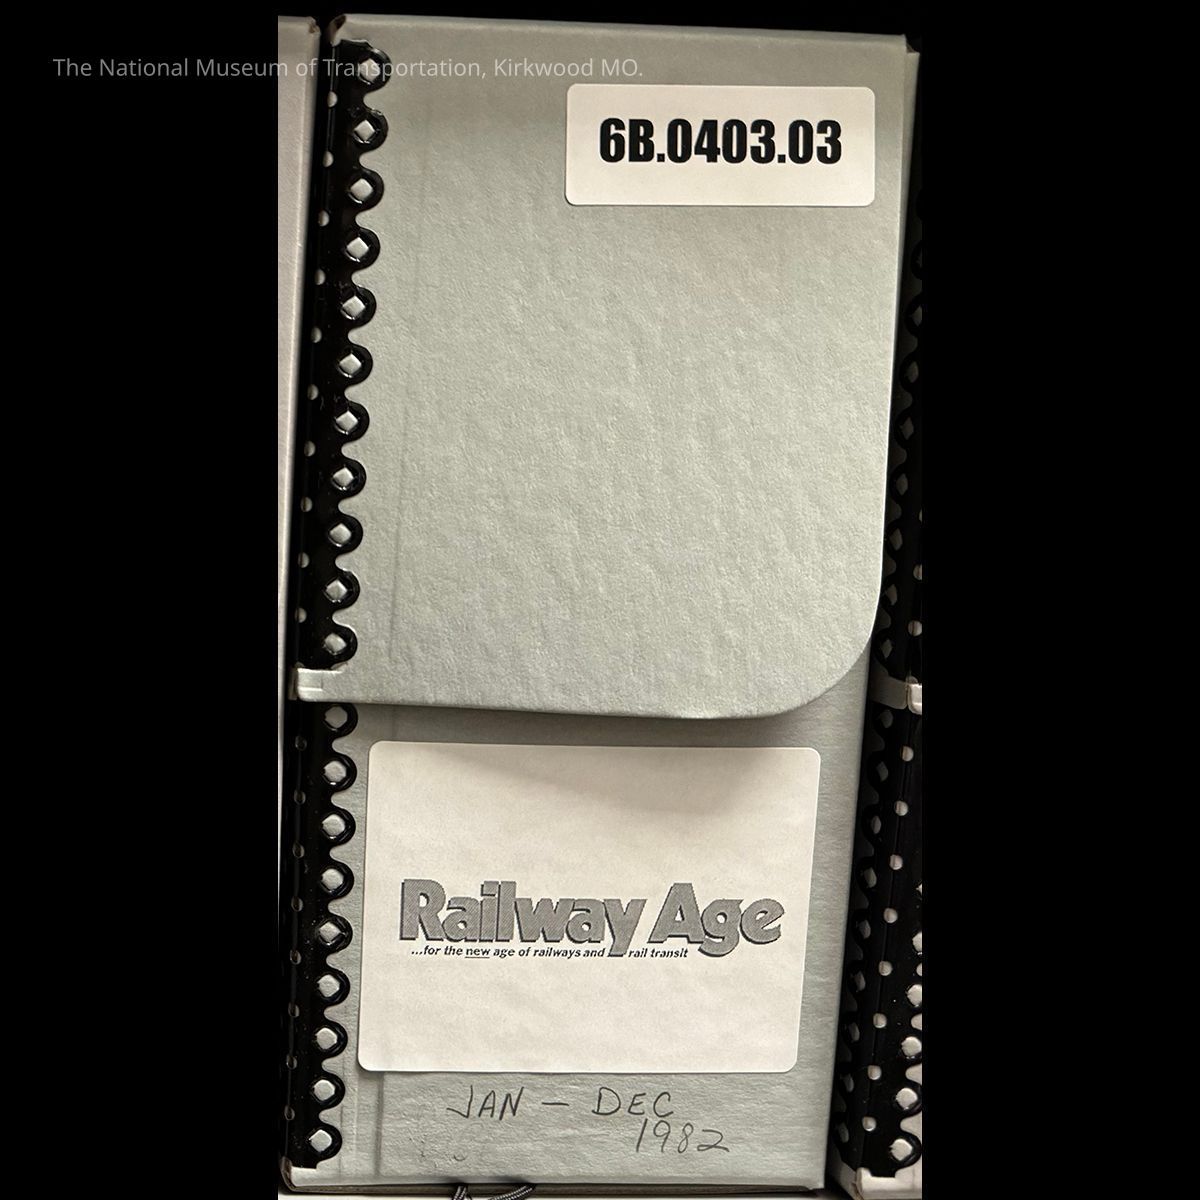 The National Museum of Transportation, Kirkwood MO.
6B.0403.03
Railway Age
...for the new age of railways and rail transit
JAN - DEC
1982